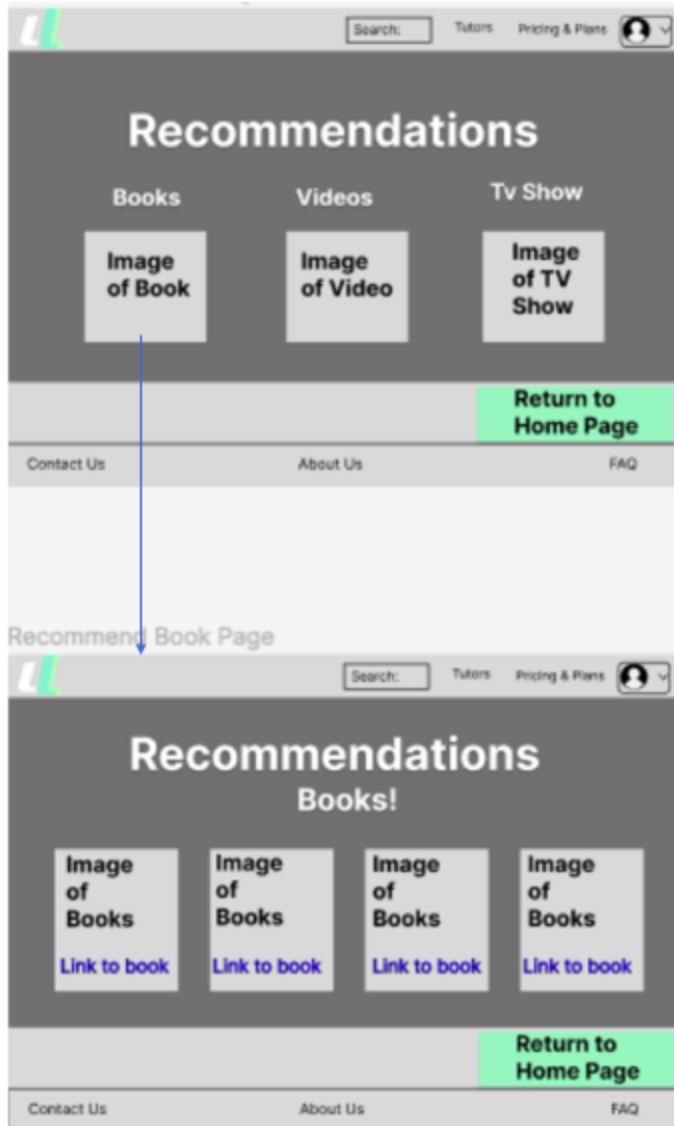 Search:
Tutors
Pricing & Plans
Recommendations
Books
Videos
Tv Show
Image
of Book
Image
of Video
Image
of TV
Show
Return to
Home Page
Contact Us
About Us
FAQ
Recommend Book Page
Search:
Tutors
Pricing & Plans
Recommendations
Books!
Image
of
Books
Link to book
Image
of
Books
Link to book
Image
of
Books
Link to book
Image
of
Books
Link to book
Return to
Home Page
Contact Us
About Us
FAQ